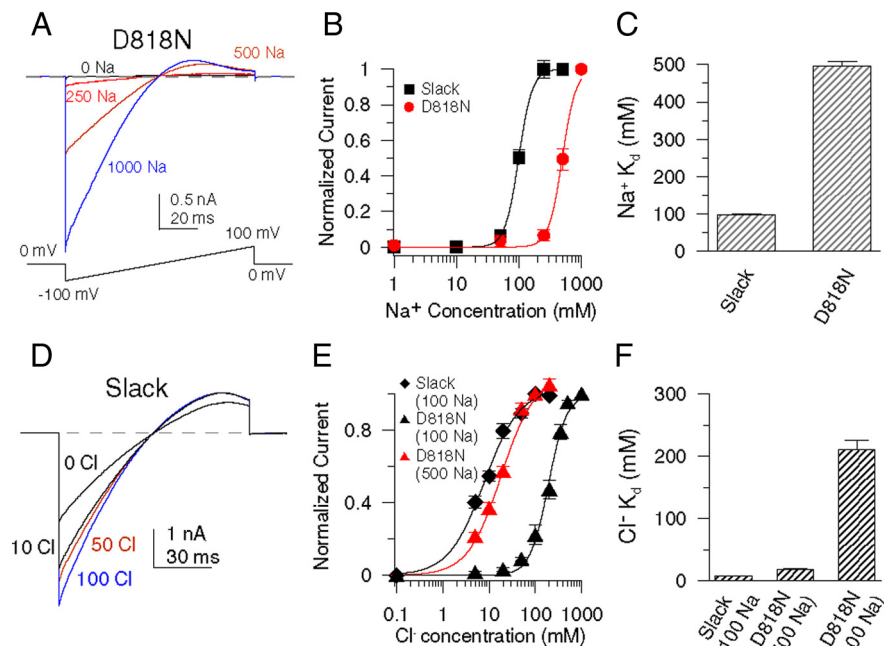 A
D818N
0 Na
500 Na
250 Na
1000 Na
0.5 nA
20 ms
100 mV
0 mV
0 mV
-100 mV
B
Slack
D818N
Normalized Current
1
0.8
0.6
0.4
0.2
0
1
10
100
1000
Na+ Concentration (mM)
C
Na+ Kd (mM)
500
400
300
200
100
0
Slack
D818N
D
Slack
0 Cl
10 Cl
50 Cl
100 Cl
1 nA
30 ms
E
Slack
(100 Na)
D818N
(100 Na)
D818N
(500 Na)
Normalized Current
0.8
0.4
0
0.1
1
10
100
1000
Cl- concentration (mM)
F
Cl- Kd (mM)
300
200
100
0
Slack
100 Na
D818N
00 Na)
D818N
00 Na)